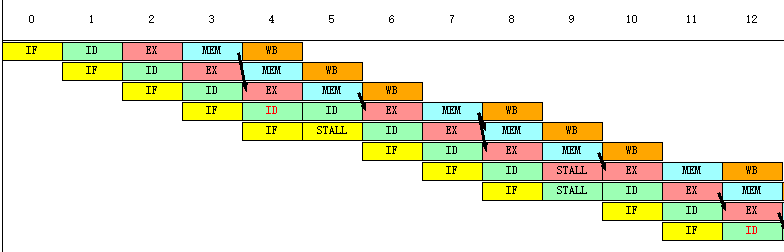 0 1 2 3 4 5 6 7 8 9 10 11 12
IF ID EX MEM WB
IF ID EX MEM WB
IF ID EX MEM WB
IF ID ID EX MEM WB
IF STALL ID EX MEM WB
IF ID EX MEM WB
IF ID STALL EX MEM WB
IF STALL ID EX MEM
IF ID EX
IF ID